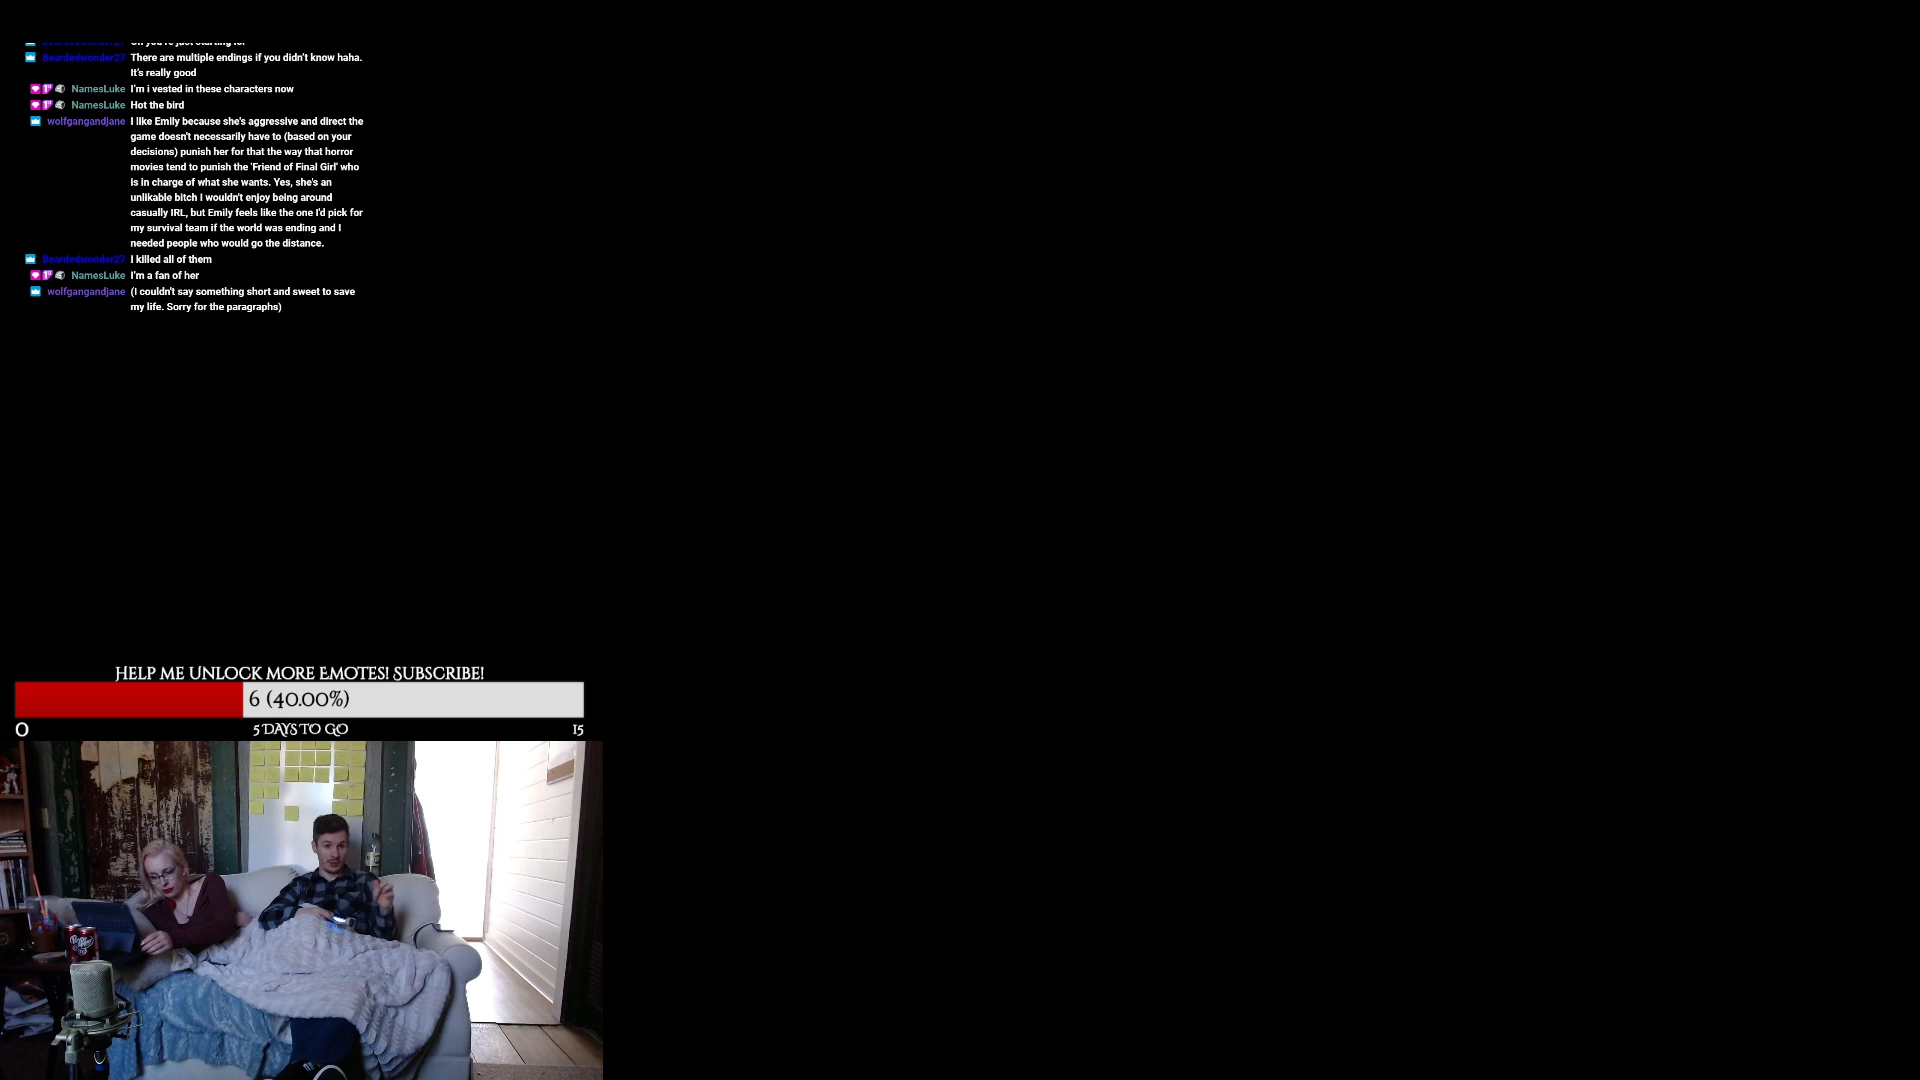 Beardedwonder27 There are multiple endings if you didn't know haha.
It's really good
NamesLuke I'm i vested in these characters now
NamesLuke Hot the bird
wolfgangandjane I like Emily because she's aggressive and direct the
game doesn't necessarily have to (based on your
decisions) punish her for that the way that horror
movies tend to punish the 'Friend of Final Girl' who
is in charge of what she wants. Yes, she's an
unlikable bitch I wouldn't enjoy being around
casually IRL, but Emily feels like the one I'd pick for
my survival team if the world was ending and I
needed people who would go the distance.
Beardedwonder27 I killed all of them
NamesLuke I'm a fan of her
wolfgangandjane (I couldn't say something short and sweet to save
my life. Sorry for the paragraphs)
Help me unlock more emotes! Subscribe!
6 (40.00%)
0 5 days to go 15